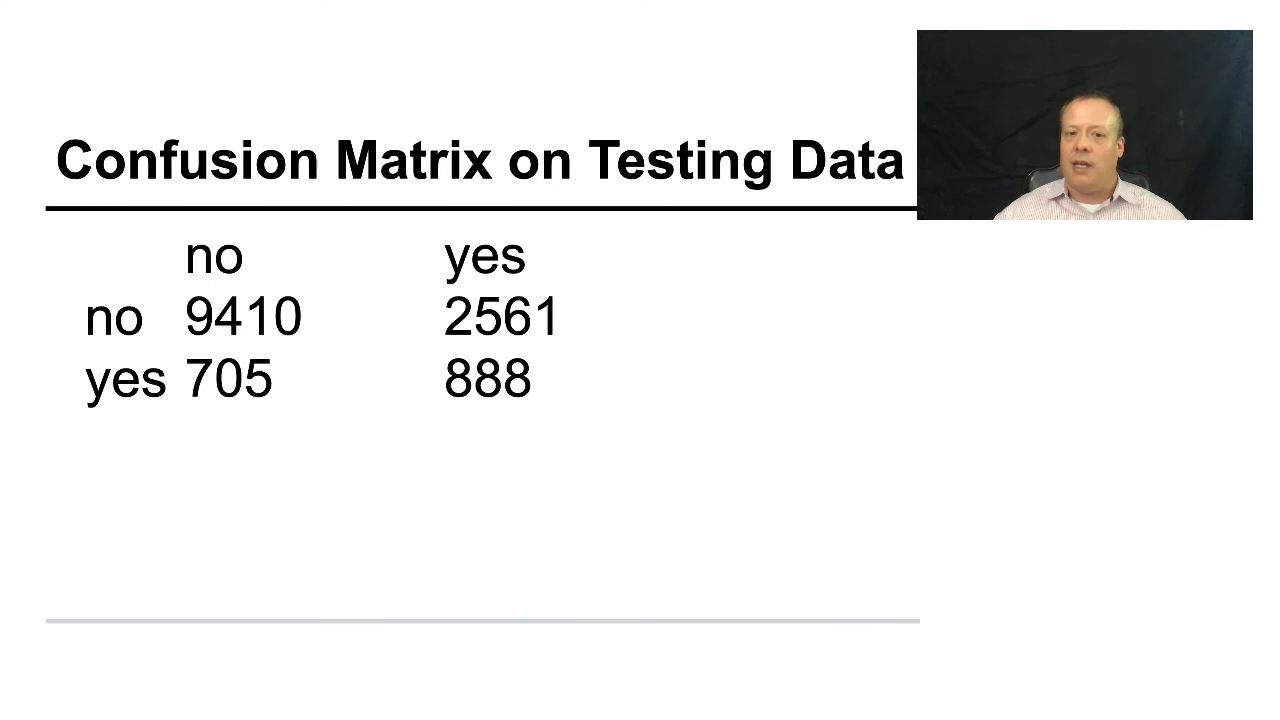 Confusion Matrix on Testing Data
no yes
no 9410 2561
yes 705 888